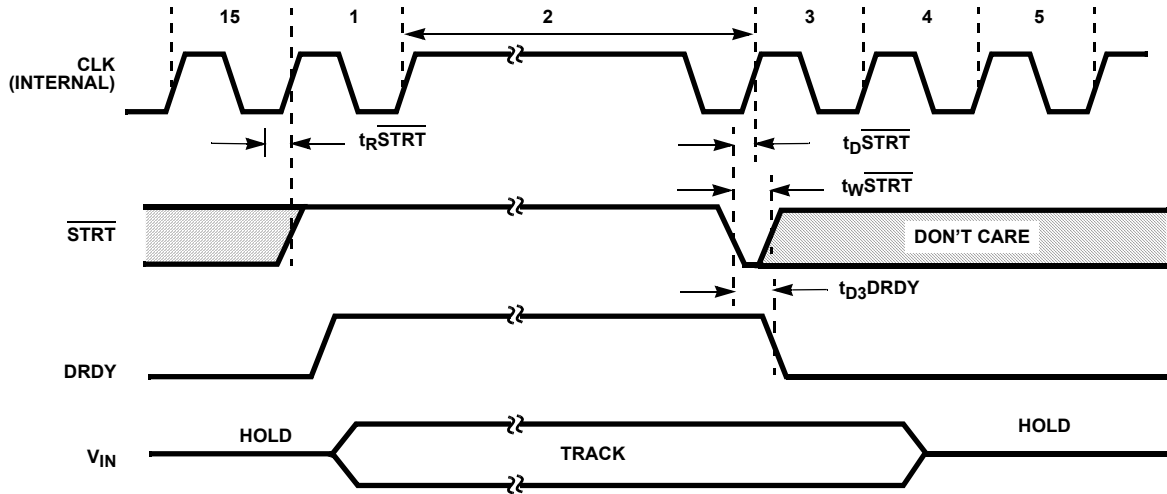 15 1 2 3 4 5
CLK
(INTERNAL)
tRSTRT
tDSTRT
tWSTRT
STRT
DON'T CARE
tD3DRDY
DRDY
HOLD
TRACK
HOLD
VIN